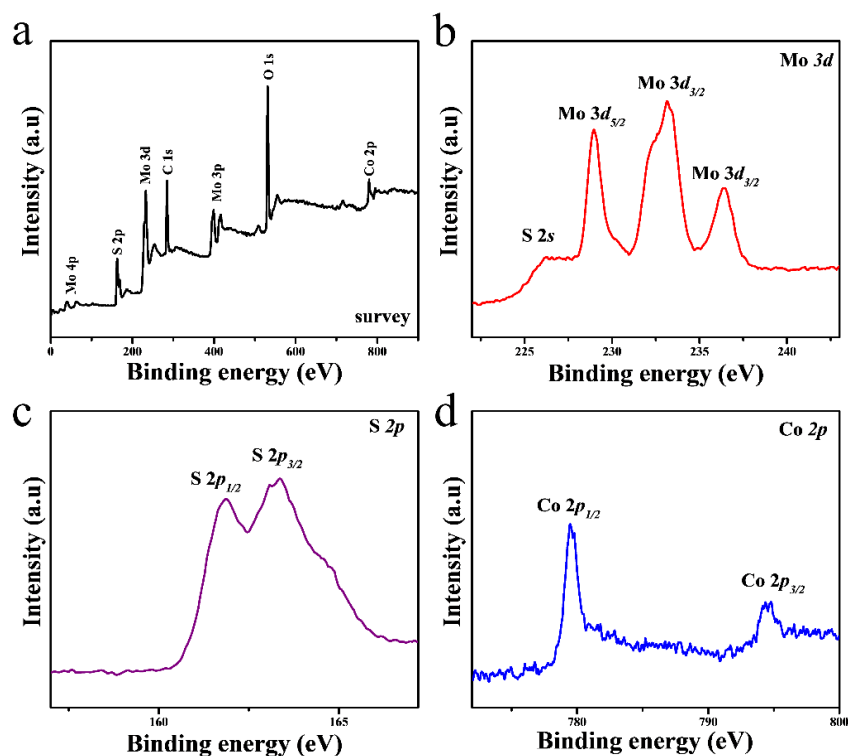 a
Intensity (a.u)
Mo 4p
S 2p
Mo 3d
C 1s
Mo 3p
O 1s
Co 2p
survey
0 200 400 600 800
Binding energy (eV)
b
Intensity (a.u)
Mo 3d
S 2s
Mo 3d5/2
Mo 3d3/2
Mo 3d3/2
225 230 235 240
Binding energy (eV)
c
Intensity (a.u)
S 2p
S 2p1/2
S 2p3/2
160 165
Binding energy (eV)
d
Intensity (a.u)
Co 2p
Co 2p1/2
Co 2p3/2
780 790 800
Binding energy (eV)